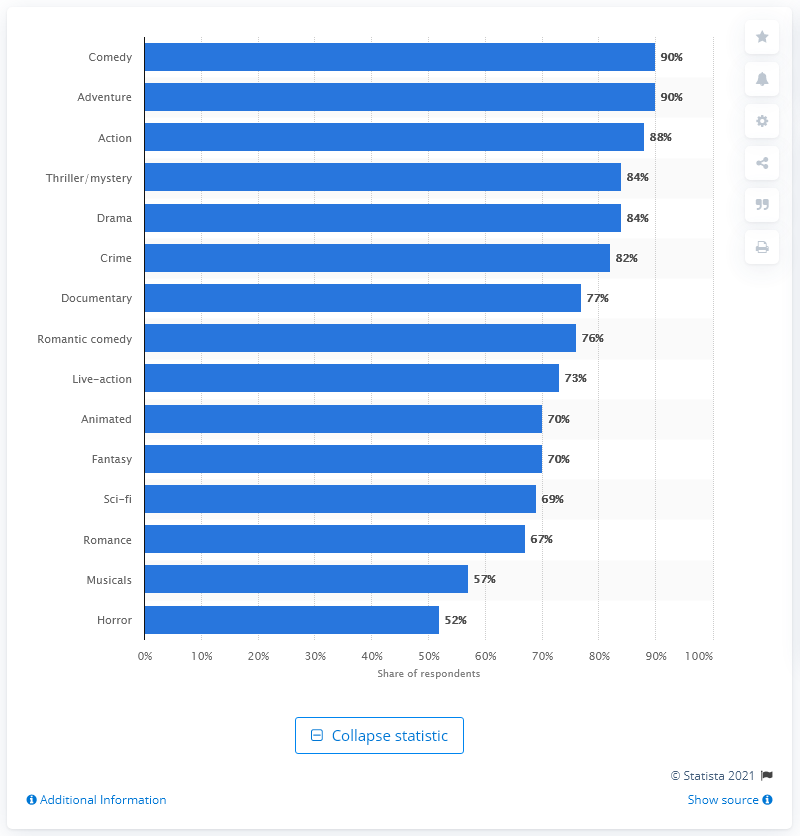 Comedy 90%
Adventure 90%
Action 88%
Thriller/mystery 84%
Drama 84%
Crime 82%
Documentary 77%
Romantic comedy 76%
Live-action 73%
Animated 70%
Fantasy 70%
Sci-fi 69%
Romance 67%
Musicals 57%
Horror 52%
0% 10% 20% 30% 40% 50% 60% 70% 80% 90% 100%
Share of respondents
Collapse statistic
© Statista 2021
Additional Information Show source